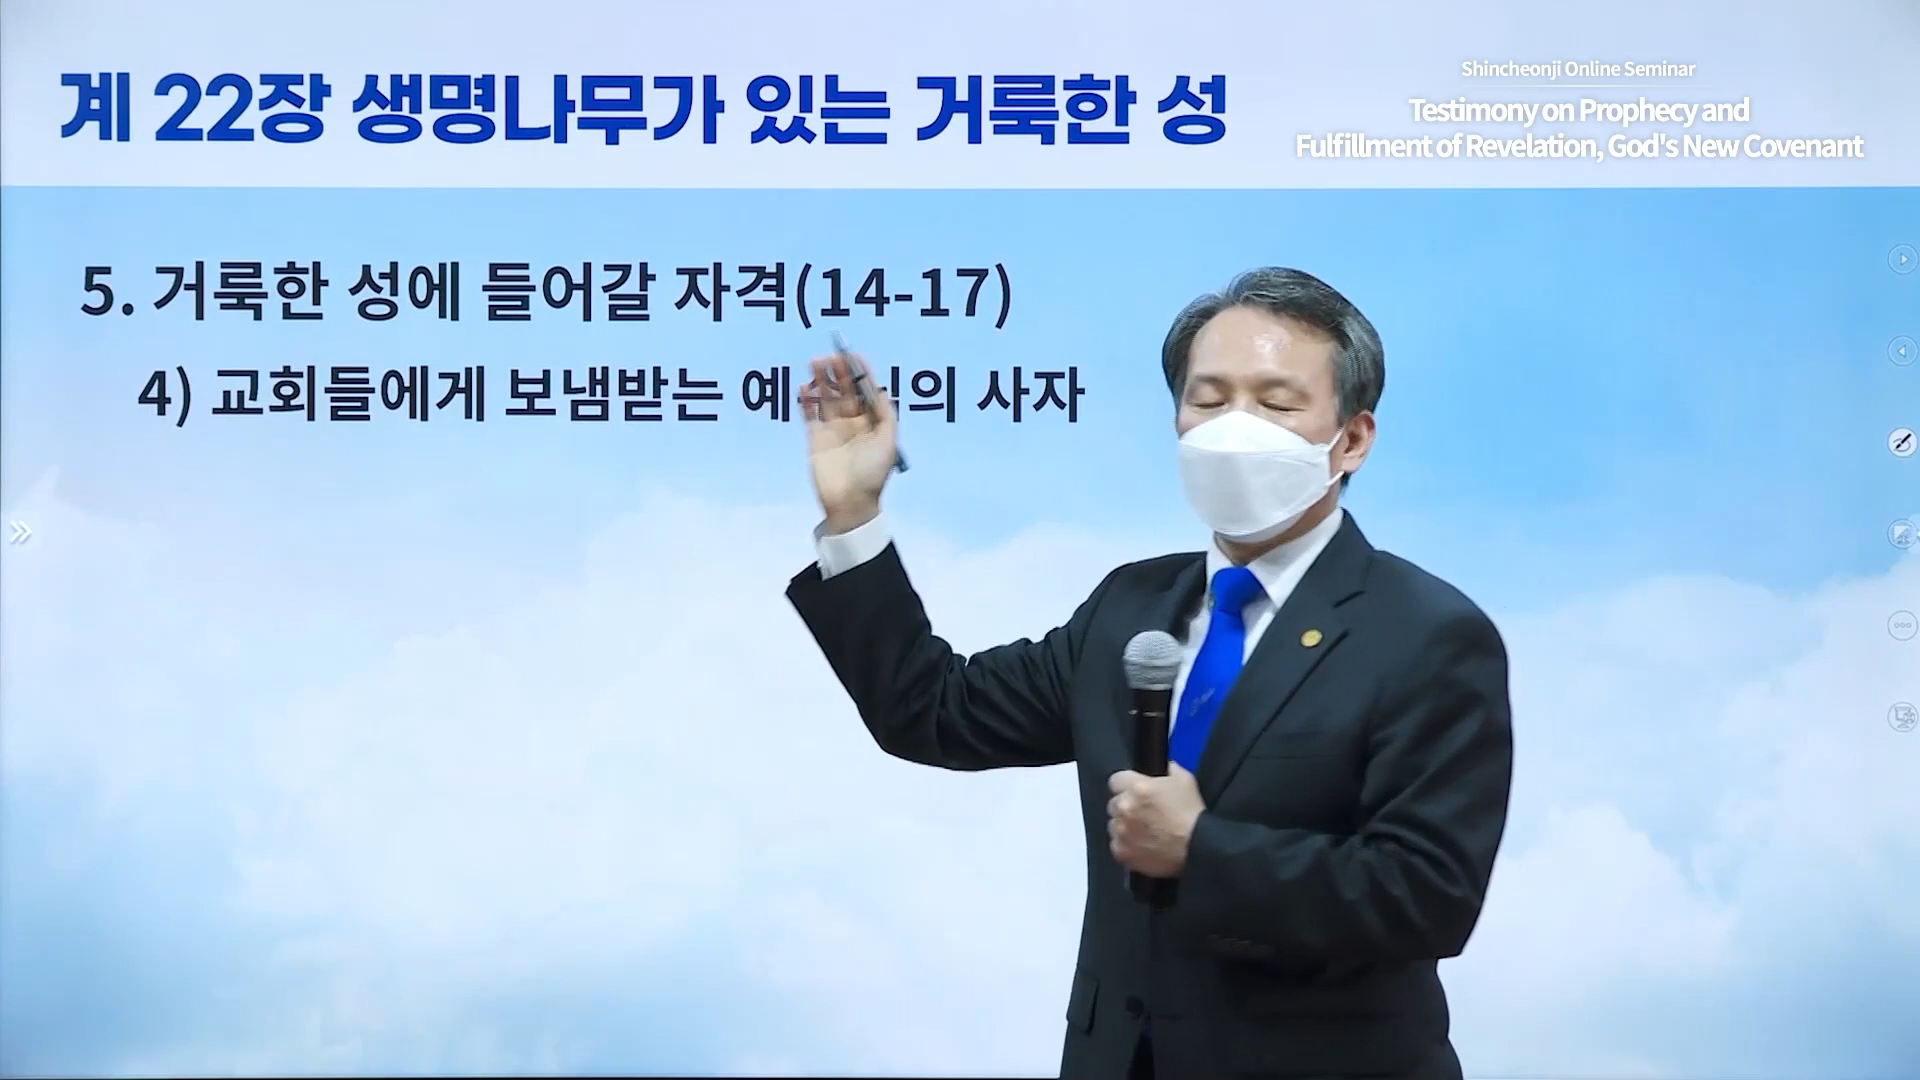 계 22장 생명나무가 있는 거룩한 성
Shincheonji Online Seminar
Testimony on Prophecy and
Fulfillment of Revelation, God's New Covenant
5. 거룩한 성에 들어갈 자격(14-17)
4) 교회들에게 보냄받는 사자